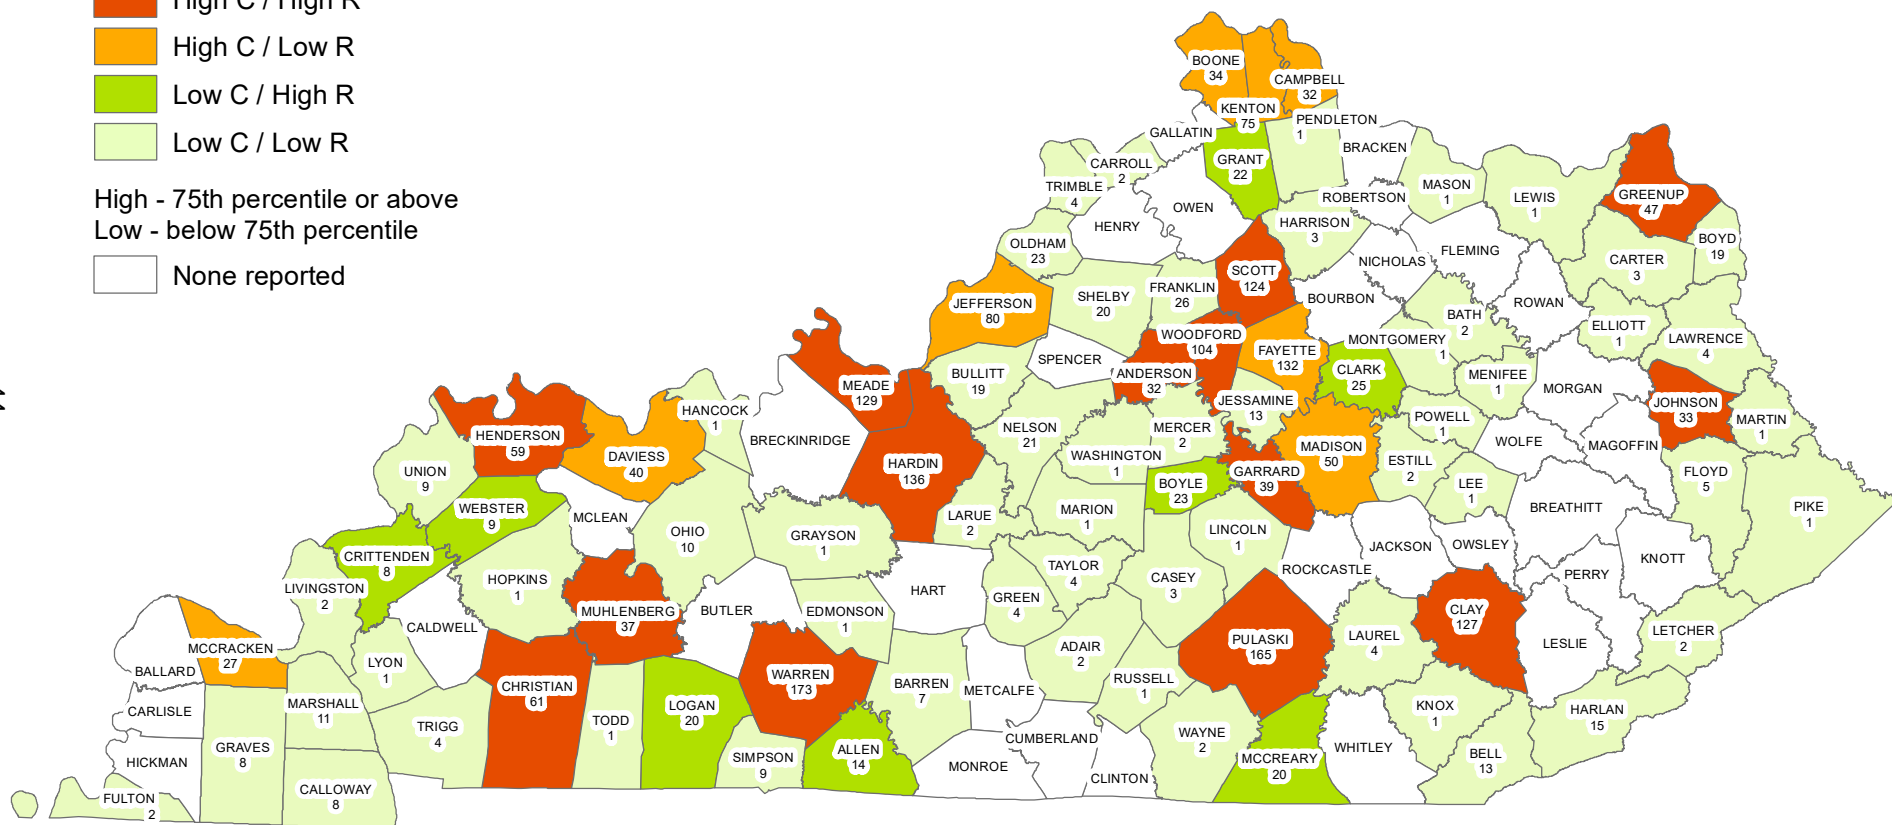 High C / High R
High C / Low R
Low C / High R
Low C / Low R
High - 75th percentile or above
Low - below 75th percentile
None reported
BOONE
34
CAMPBELL
32
KENTON
75
PENDLETON
1
GALLATIN
BRACKEN
GRANT
22
CARROLL
2
TRIMBLE
4
MASON
1
LEWIS
1
GREENUP
47
ROBERTSON
OWEN
HENRY
HARRISON
3
OLDHAM
23
FLEMING
BOYD
19
NICHOLAS
CARTER
3
SCOTT
124
FRANKLIN
26
SHELBY
20
JEFFERSON
80
BOURBON
ROWAN
BATH
2
ELLIOTT
1
LAWRENCE
4
WOODFORD
104
MONTGOMERY
1
FAYETTE
132
SPENCER
CLARK
25
ANDERSON
32
BULLITT
19
MENIFEE
1
MORGAN
MEADE
129
JESSAMINE
13
JOHNSON
33
HANCOCK
1
POWELL
1
MARTIN
1
NELSON
21
MERCER
2
HENDERSON
59
BRECKINRIDGE
WOLFE
MAGOFFIN
MADISON
50
WASHINGTON
1
DAVIESS
40
ESTILL
2
HARDIN
136
UNION
9
GARRARD
39
FLOYD
5
LEE
1
BOYLE
23
WEBSTER
9
MCLEAN
LARUE
2
MARION
1
BREATHITT
PIKE
1
LINCOLN
1
OHIO
10
GRAYSON
1
JACKSON
OWSLEY
CRITTENDEN
8
KNOTT
TAYLOR
4
ROCKCASTLE
PERRY
HOPKINS
1
CASEY
3
LIVINGSTON
2
HART
GREEN
4
MUHLENBERG
37
BUTLER
EDMONSON
1
CLAY
127
CALDWELL
LETCHER
2
LAUREL
4
PULASKI
165
LESLIE
ADAIR
2
MCCRACKEN
27
LYON
1
BALLARD
WARREN
173
RUSSELL
1
CHRISTIAN
61
BARREN
7
METCALFE
MARSHALL
11
LOGAN
20
KNOX
1
HARLAN
15
CARLISLE
TODD
1
TRIGG
4
WAYNE
2
CUMBERLAND
WHITLEY
GRAVES
8
ALLEN
14
BELL
13
SIMPSON
9
MCCREARY
20
HICKMAN
MONROE
CLINTON
CALLOWAY
8
FULTON
2